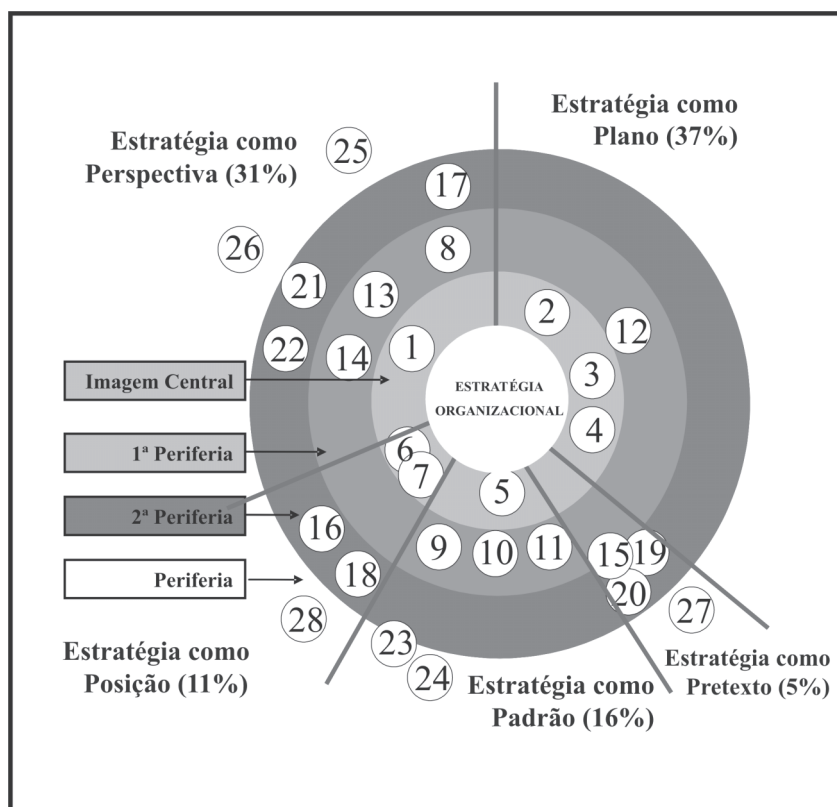 Estratégia como
Plano (37%)
Estratégia como
Perspectiva (31%)
25
17
26
8
21
13
2
12
22
14
1
3
ESTRATÉGIA
ORGANIZACIONAL
Imagem Central
4
1ª Periferia
6
7
5
2ª Periferia
16
9
10
11
15
19
Periferia
18
20
28
27
23
24
Estratégia como
Posição (11%)
Estratégia como
Padrão (16%)
Estratégia como
Pretexto (5%)